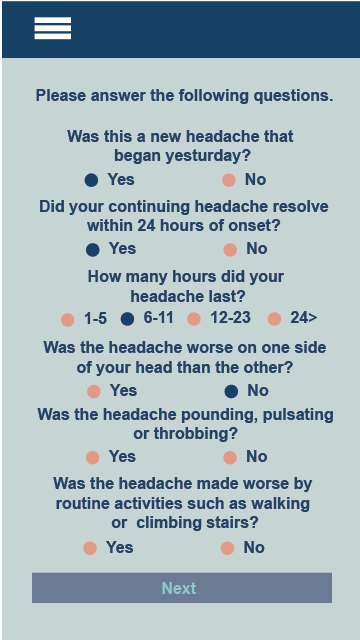 Please answer the following questions.
Was this a new headache that
began yesturday?
Yes No
Did your continuing headache resolve
within 24 hours of onset?
Yes No
How many hours did your
headache last?
1-5 6-11 12-23 24>
Was the headache worse on one side
of your head than the other?
Yes No
Was the headache pounding, pulsating
or throbbing?
Yes No
Was the headache made worse by
routine activities such as walking
or climbing stairs?
Yes No
Next